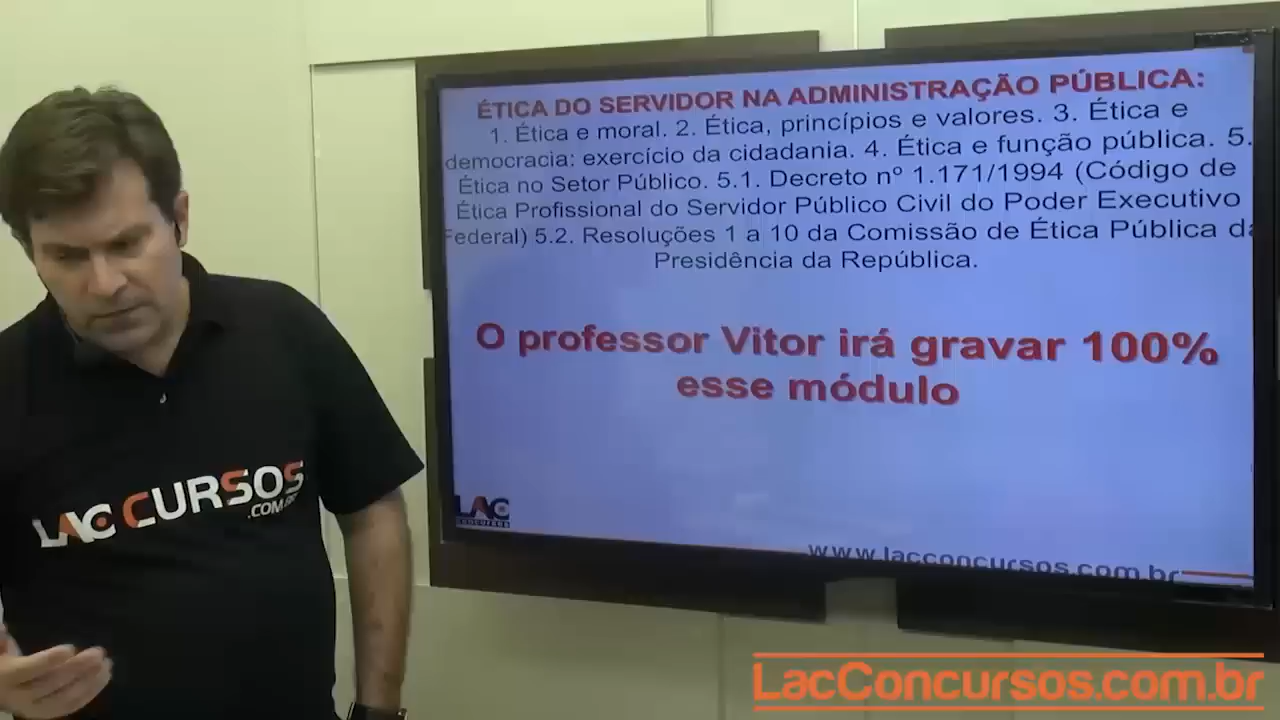 ÉTICA DO SERVIDOR NA ADMINISTRAÇÃO PÚBLICA:
1. Ética e moral. 2. Ética, princípios e valores. 3. Ética e
democracia: exercício da cidadania. 4. Ética e função pública. 5.
Ética no Setor Público. 5.1. Decreto nº 1.171/1994 (Código de
Ética Profissional do Servidor Público Civil do Poder Executivo
Federal) 5.2. Resoluções 1 a 10 da Comissão de Ética Pública da
Presidência da República.
O professor Vitor irá gravar 100%
esse módulo
LAC
CONCURSOS
www.lacconcursos.com.br
LAC CURSOS
.COM.BR
LacConcursos.com.br